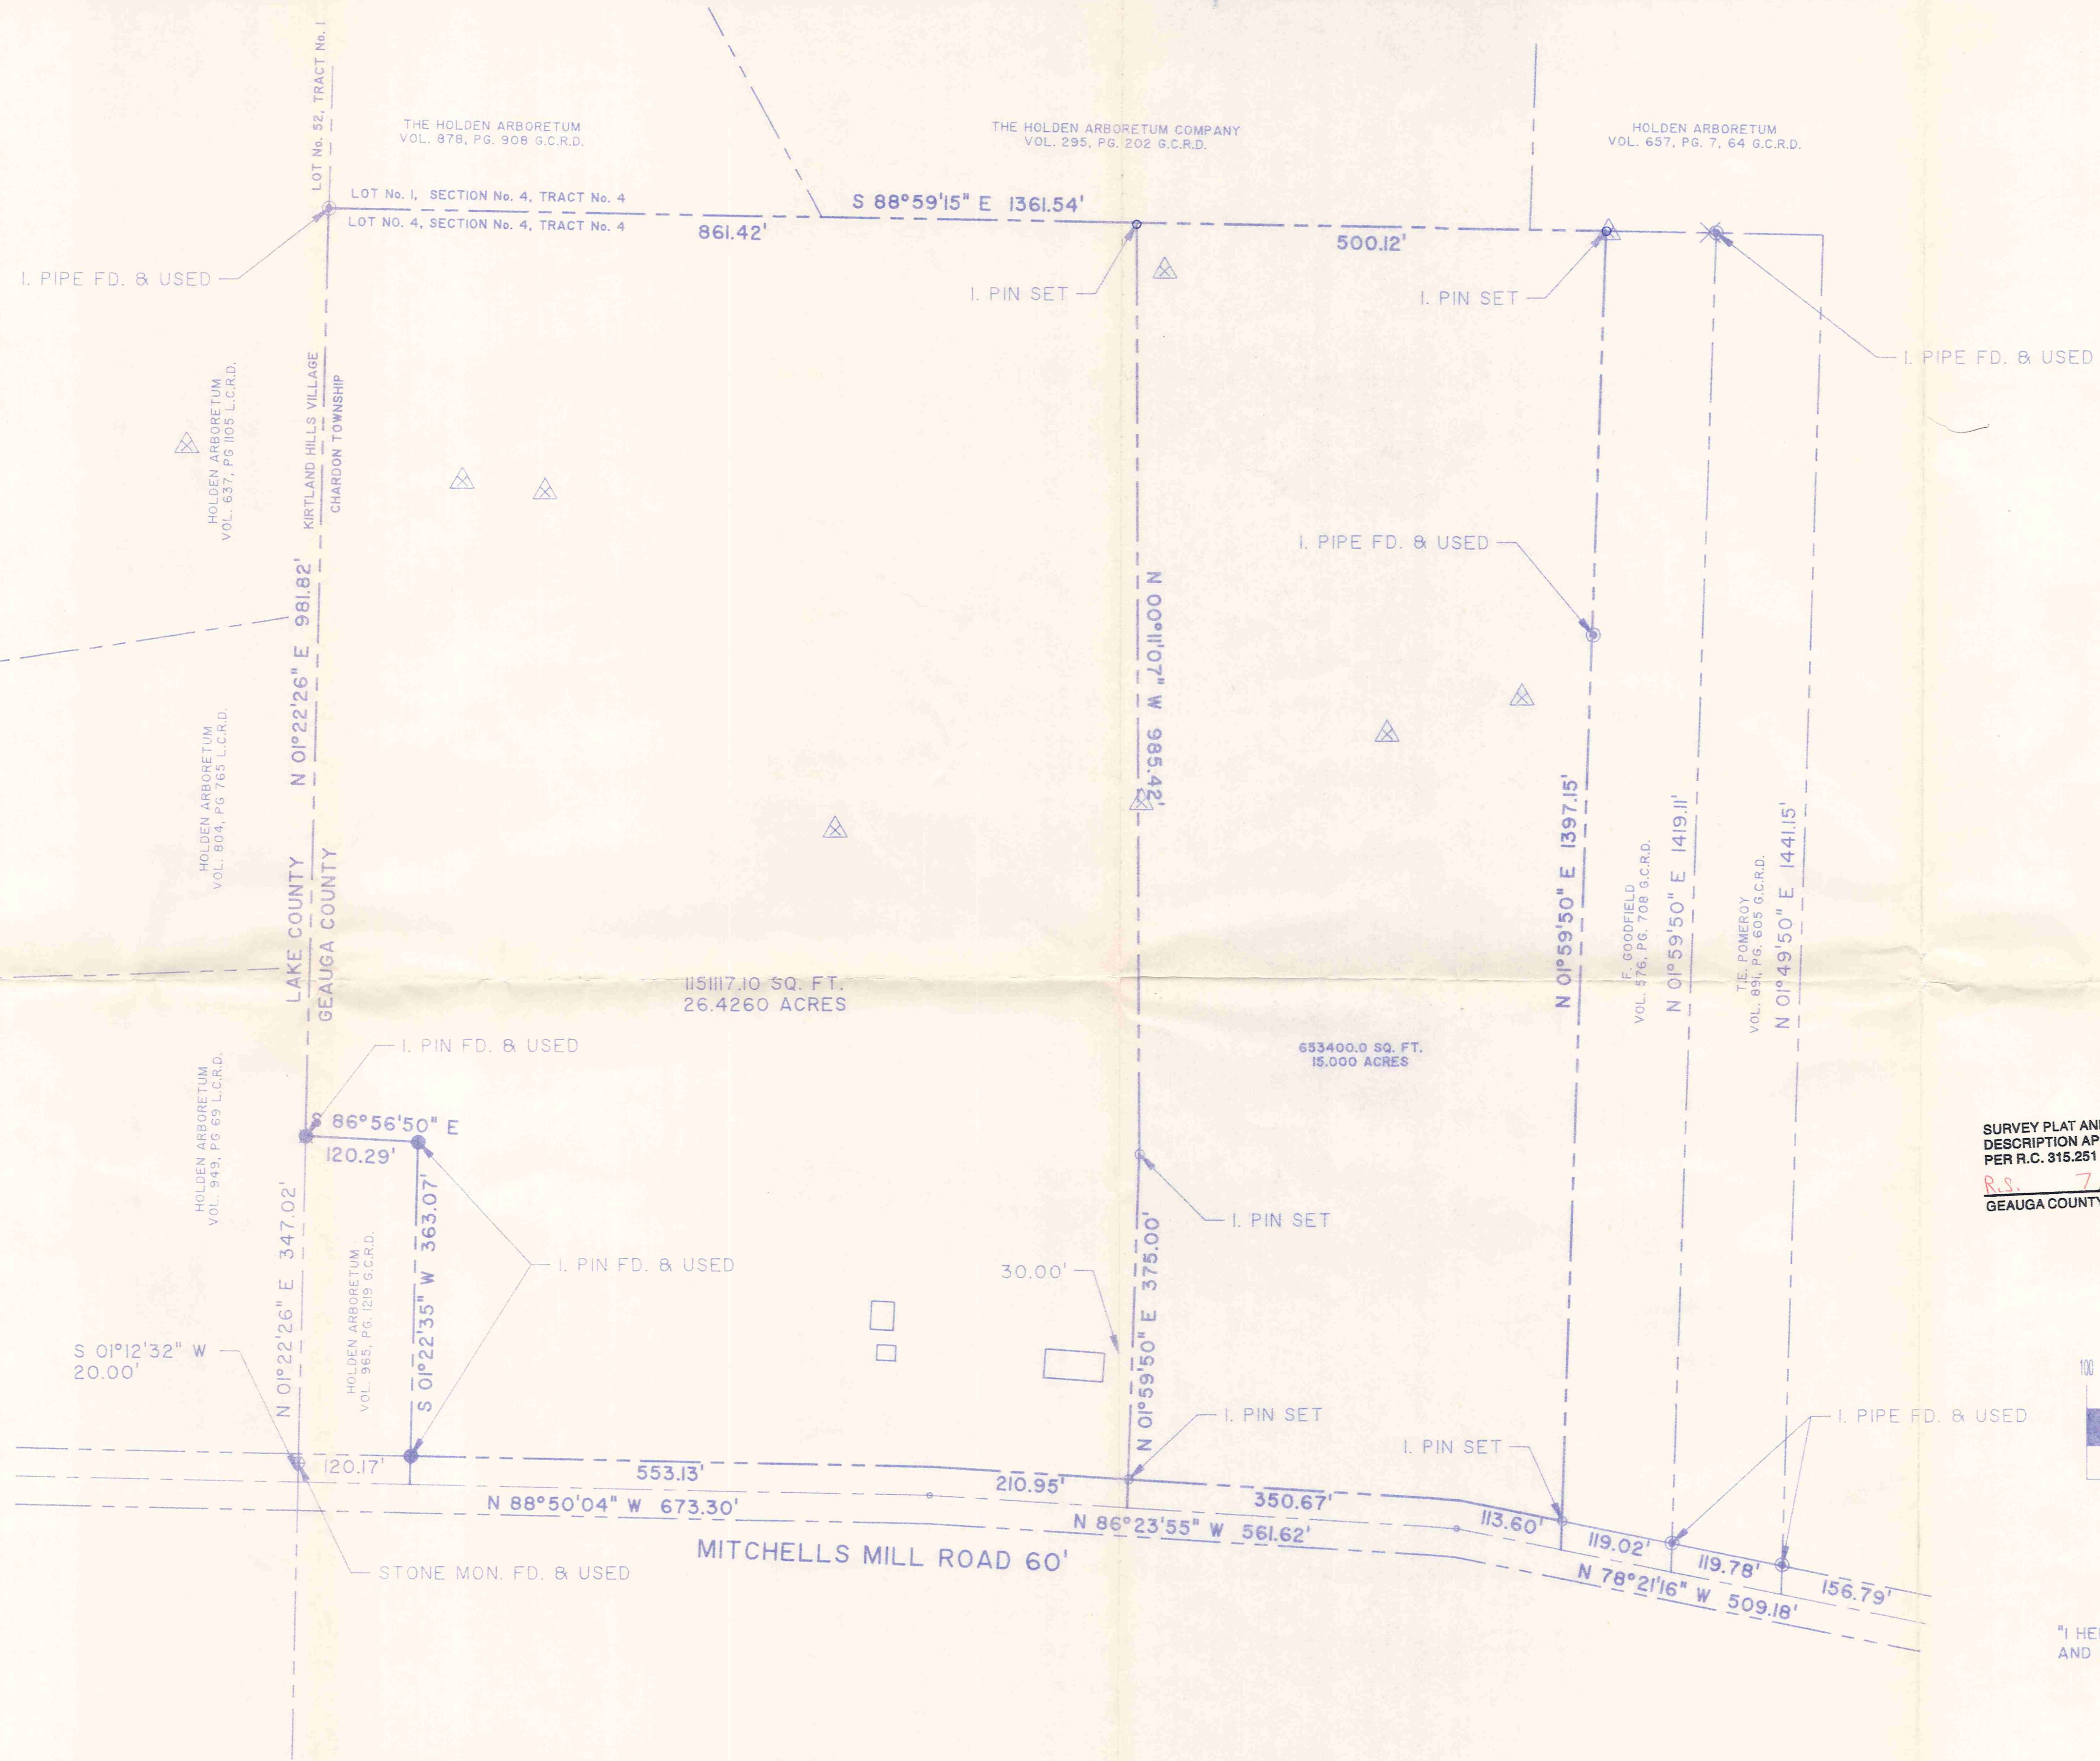 LOT No. 52, TRACT No. 1
THE HOLDEN ARBORETUM
VOL. 878, PG. 908 G.C.R.D.
THE HOLDEN ARBORETUM COMPANY
VOL. 295, PG. 202 G.C.R.D.
HOLDEN ARBORETUM
VOL. 657, PG. 7, 64 G.C.R.D.
LOT No. 1, SECTION No. 4, TRACT No. 4
LOT NO. 4, SECTION No. 4, TRACT No. 4
S 88°59'15" E 1361.54'
861.42'
500.12'
I. PIPE FD. & USED
I. PIN SET
I. PIN SET
I. PIPE FD. & USED
HOLDEN ARBORETUM
VOL. 637, PG 1105 L.C.R.D.
KIRTLAND HILLS VILLAGE
CHARDON TOWNSHIP
N 01°22'26" E 981.82'
I. PIPE FD. & USED
N 00°11'07" W 985.42'
HOLDEN ARBORETUM
VOL. 804, PG 765 L.C.R.D.
LAKE COUNTY
GEAUGA COUNTY
N 01°59'50" E 1397.15'
F. GOODFIELD
VOL. 576, PG. 708 G.C.R.D.
N 01°59'50" E 1419.11'
T.E. POMEROY
VOL. 891, PG. 605 G.C.R.D.
N 01°49'50" E 1441.15'
1151117.10 SQ. FT.
26.4260 ACRES
653400.0 SQ. FT.
15.000 ACRES
I. PIN FD. & USED
HOLDEN ARBORETUM
VOL. 949, PG 69 L.C.R.D.
S 86°56'50" E
120.29'
SURVEY PLAT AN
DESCRIPTION AP
PER R.C. 315.251
R.S. 7
GEAUGA COUNTY
N 01°22'26" E 347.02'
HOLDEN ARBORETUM
VOL. 965, PG. 1219 G.C.R.D.
S 01°22'35" W 363.07'
I. PIN FD. & USED
I. PIN SET
30.00'
N 01°59'50" E 375.00'
S 01°12'32" W
20.00'
100
I. PIN SET
I. PIN SET
I. PIPE FD. & USED
120.17'
553.13'
210.95'
350.67'
113.60'
119.02'
119.78'
156.79'
N 88°50'04" W 673.30'
N 86°23'55" W 561.62'
N 78°21'16" W 509.18'
MITCHELLS MILL ROAD 60'
STONE MON. FD. & USED
"I HE
AND